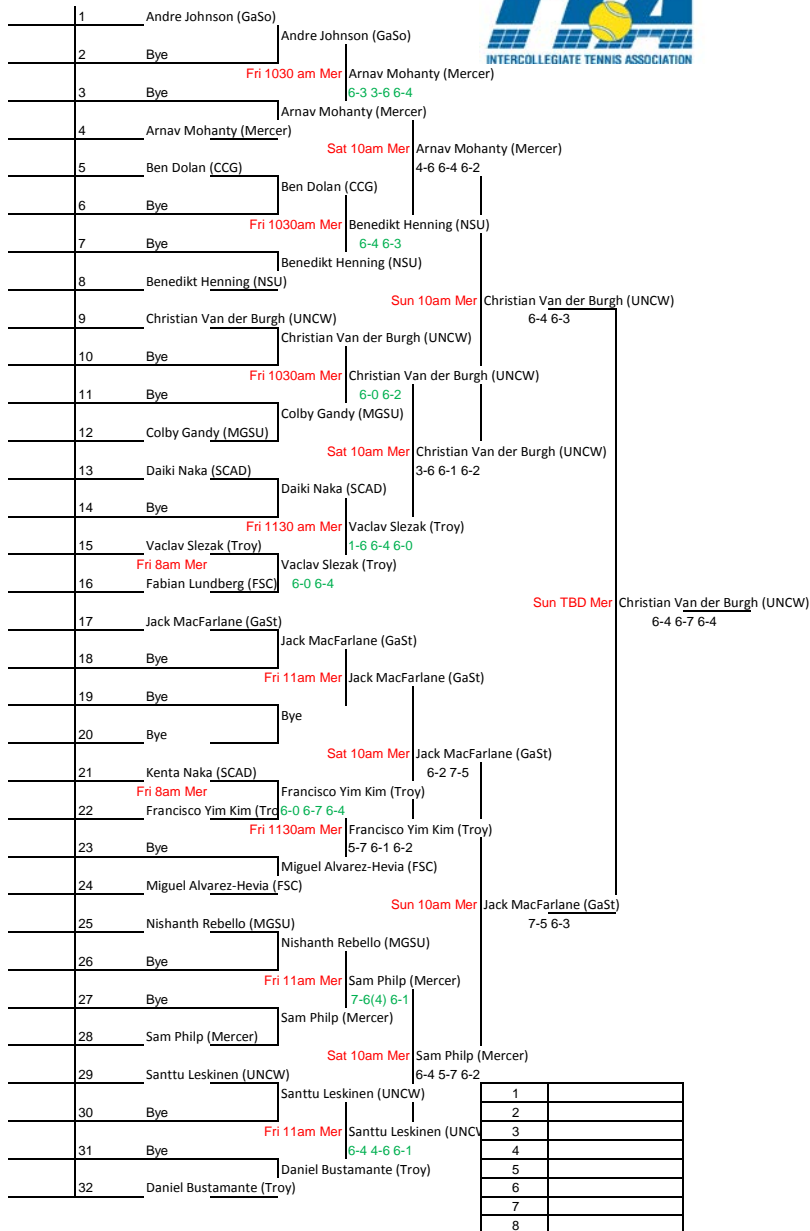 ITA
INTERCOLLEGIATE TENNIS ASSOCIATION
1 Andre Johnson (GaSo)
Andre Johnson (GaSo)
2 Bye
Fri 1030 am Mer Arnav Mohanty (Mercer)
3 Bye 6-3 3-6 6-4
Arnav Mohanty (Mercer)
4 Arnav Mohanty (Mercer)
Sat 10am Mer Arnav Mohanty (Mercer)
5 Ben Dolan (CCG) 4-6 6-4 6-2
Ben Dolan (CCG)
6 Bye
Fri 1030am Mer Benedikt Henning (NSU)
7 Bye 6-4 6-3
Benedikt Henning (NSU)
8 Benedikt Henning (NSU)
Sun 10am Mer Christian Van der Burgh (UNCW)
9 Christian Van der Burgh (UNCW) 6-4 6-3
Christian Van der Burgh (UNCW)
10 Bye
Fri 1030am Mer Christian Van der Burgh (UNCW)
11 Bye 6-0 6-2
Colby Gandy (MGSU)
12 Colby Gandy (MGSU)
Sat 10am Mer Christian Van der Burgh (UNCW)
13 Daiki Naka (SCAD) 3-6 6-1 6-2
Daiki Naka (SCAD)
14 Bye
Fri 1130 am Mer Vaclav Slezak (Troy)
15 Vaclav Slezak (Troy) 1-6 6-4 6-0
Fri 8am Mer Vaclav Slezak (Troy)
16 Fabian Lundberg (FSC) 6-0 6-4
Sun TBD Mer Christian Van der Burgh (UNCW)
17 Jack MacFarlane (GaSt) 6-4 6-7 6-4
Jack MacFarlane (GaSt)
18 Bye
Fri 11am Mer Jack MacFarlane (GaSt)
19 Bye
Bye
20 Bye
Sat 10am Mer Jack MacFarlane (GaSt)
21 Kenta Naka (SCAD) 6-2 7-5
Fri 8am Mer Francisco Yim Kim (Troy)
22 Francisco Yim Kim (Tro 6-0 6-7 6-4
Fri 1130am Mer Francisco Yim Kim (Troy)
23 Bye 5-7 6-1 6-2
Miguel Alvarez-Hevia (FSC)
24 Miguel Alvarez-Hevia (FSC)
Sun 10am Mer Jack MacFarlane (GaSt)
25 Nishanth Rebello (MGSU) 7-5 6-3
Nishanth Rebello (MGSU)
26 Bye
Fri 11am Mer Sam Philp (Mercer)
27 Bye 7-6(4) 6-1
Sam Philp (Mercer)
28 Sam Philp (Mercer)
Sat 10am Mer Sam Philp (Mercer)
29 Santtu Leskinen (UNCW) 6-4 5-7 6-2
Santtu Leskinen (UNCW)
1
30 Bye
2
Fri 11am Mer Santtu Leskinen (UNCW
3
31 Bye 6-4 4-6 6-1
4
Daniel Bustamante (Troy)
5
32 Daniel Bustamante (Troy)
6
7
8